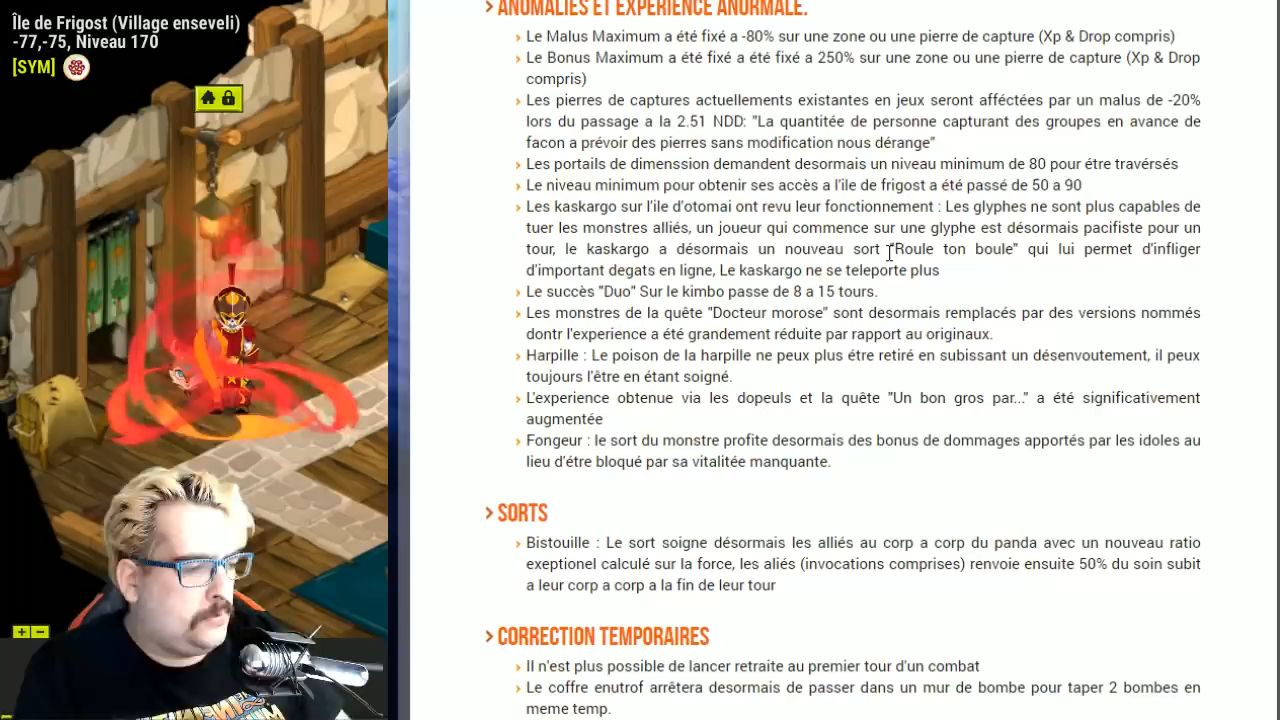 Île de Frigost (Village enseveli)
-77,-75, Niveau 170
[SYM]
> ANOMALIES ET EXPERIENCE ANORMALE.
› Le Malus Maximum a été fixé a -80% sur une zone ou une pierre de capture (Xp & Drop compris)
› Le Bonus Maximum a été fixé a été fixé a 250% sur une zone ou une pierre de capture (Xp & Drop
compris)
› Les pierres de captures actuellements existantes en jeux seront afféctées par un malus de -20%
lors du passage a la 2.51 NDD: "La quantitée de personne capturant des groupes en avance de
facon a prévoir des pierres sans modification nous dérange"
› Les portails de dimenssion demandent desormais un niveau minimum de 80 pour étre travérsés
› Le niveau minimum pour obtenir ses accès a l'ile de frigost a été passé de 50 a 90
› Les kaskargo sur l'ile d'otomai ont revu leur fonctionnement : Les glyphes ne sont plus capables de
tuer les monstres alliés, un joueur qui commence sur une glyphe est désormais pacifiste pour un
tour, le kaskargo a désormais un nouveau sort "Roule ton boule" qui lui permet d'infliger
d'important degats en ligne, Le kaskargo ne se teleporte plus
› Le succès "Duo" Sur le kimbo passe de 8 a 15 tours.
› Les monstres de la quête "Docteur morose" sont desormais remplacés par des versions nommés
dontr l'experience a été grandement réduite par rapport au originaux.
› Harpille : Le poison de la harpille ne peux plus étre retiré en subissant un désenvoutement, il peux
toujours l'être en étant soigné.
› L'experience obtenue via les dopeuls et la quête "Un bon gros par..." a été significativement
augmentée
› Fongeur : le sort du monstre profite desormais des bonus de dommages apportés par les idoles au
lieu d'étre bloqué par sa vitalitée manquante.
> SORTS
› Bistouille : Le sort soigne désormais les alliés au corp a corp du panda avec un nouveau ratio
exeptionel calculé sur la force, les aliés (invocations comprises) renvoie ensuite 50% du soin subit
a leur corp a corp a la fin de leur tour
> CORRECTION TEMPORAIRES
› Il n'est plus possible de lancer retraite au premier tour d'un combat
› Le coffre enutrof arrêtera desormais de passer dans un mur de bombe pour taper 2 bombes en
meme temp.